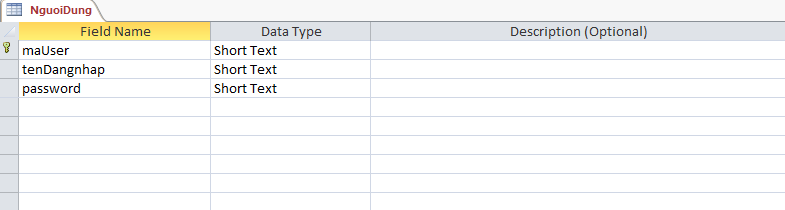 NguoiDung
Field Name Data Type Description (Optional)
maUser Short Text
tenDangnhap Short Text
password Short Text